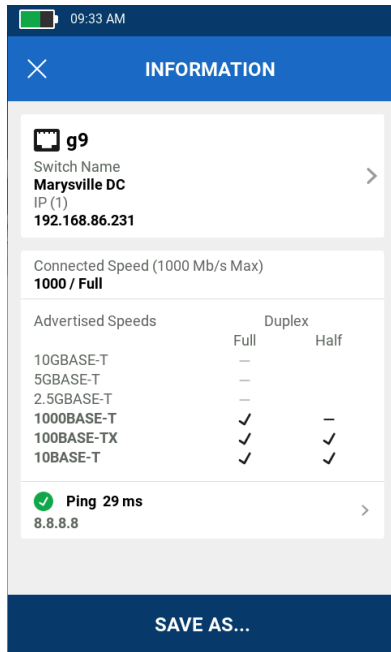 09:33 AM
INFORMATION
g9
Switch Name
Marysville DC
IP (1)
192.168.86.231
Connected Speed (1000 Mb/s Max)
1000 / Full
Advertised Speeds Duplex
Full Half
10GBASE-T —
5GBASE-T —
2.5GBASE-T —
1000BASE-T ✓ –
100BASE-TX ✓ ✓
10BASE-T ✓ ✓
Ping 29 ms
8.8.8.8
SAVE AS...